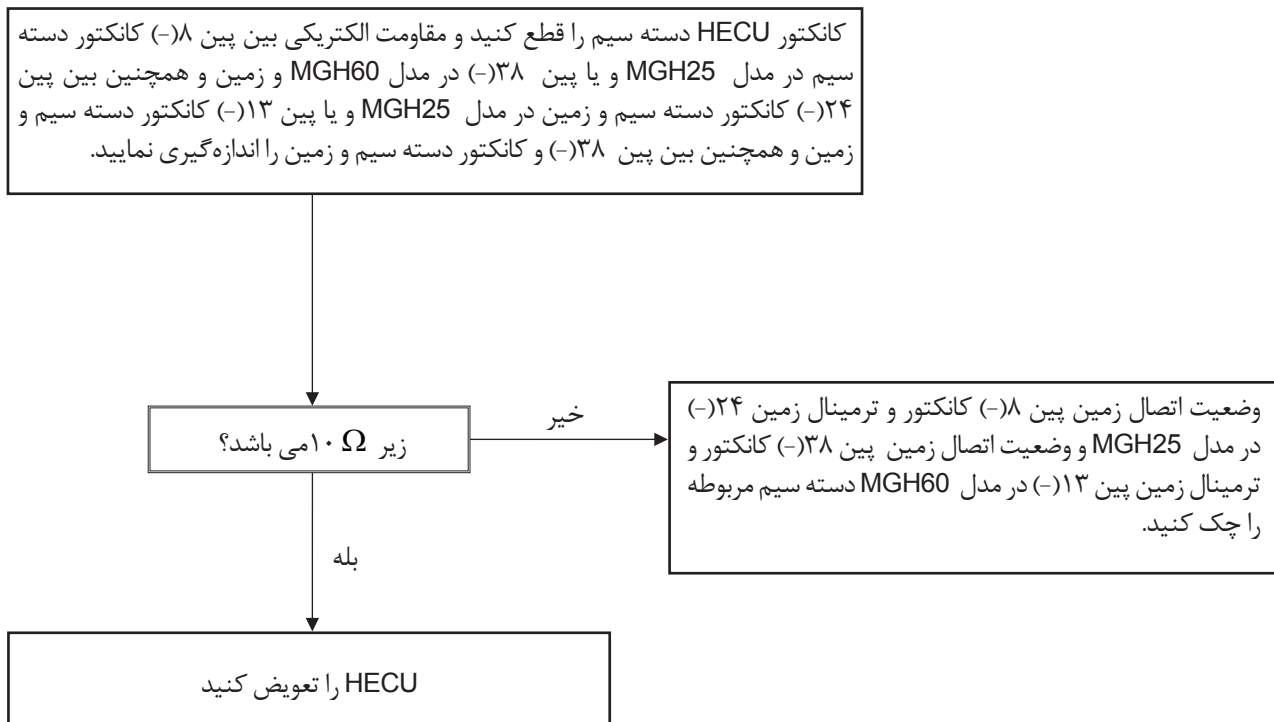 کانکتور HECU دسته سیم را قطع کنید و مقاومت الکتریکی بین پین ۸(-) کانکتور دسته
سیم در مدل MGH25 و یا پین ۳۸(-) در مدل MGH60 و زمین و همچنین بین پین
۲۴(-) کانکتور دسته سیم و زمین در مدل MGH25 و یا پین ۱۳(-) کانکتور دسته سیم و
زمین و همچنین بین پین ۳۸(-) و کانکتور دسته سیم و زمین را اندازه‌گیری نمایید.
زیر ۱۰ Ω می باشد؟
خیر
وضعیت اتصال زمین پین ۸(-) کانکتور و ترمینال زمین ۲۴(-)
در مدل MGH25 و وضعیت اتصال زمین پین ۳۸(-) کانکتور و
ترمینال زمین پین ۱۳(-) در مدل MGH60 دسته سیم مربوطه
را چک کنید.
بله
HECU را تعویض کنید